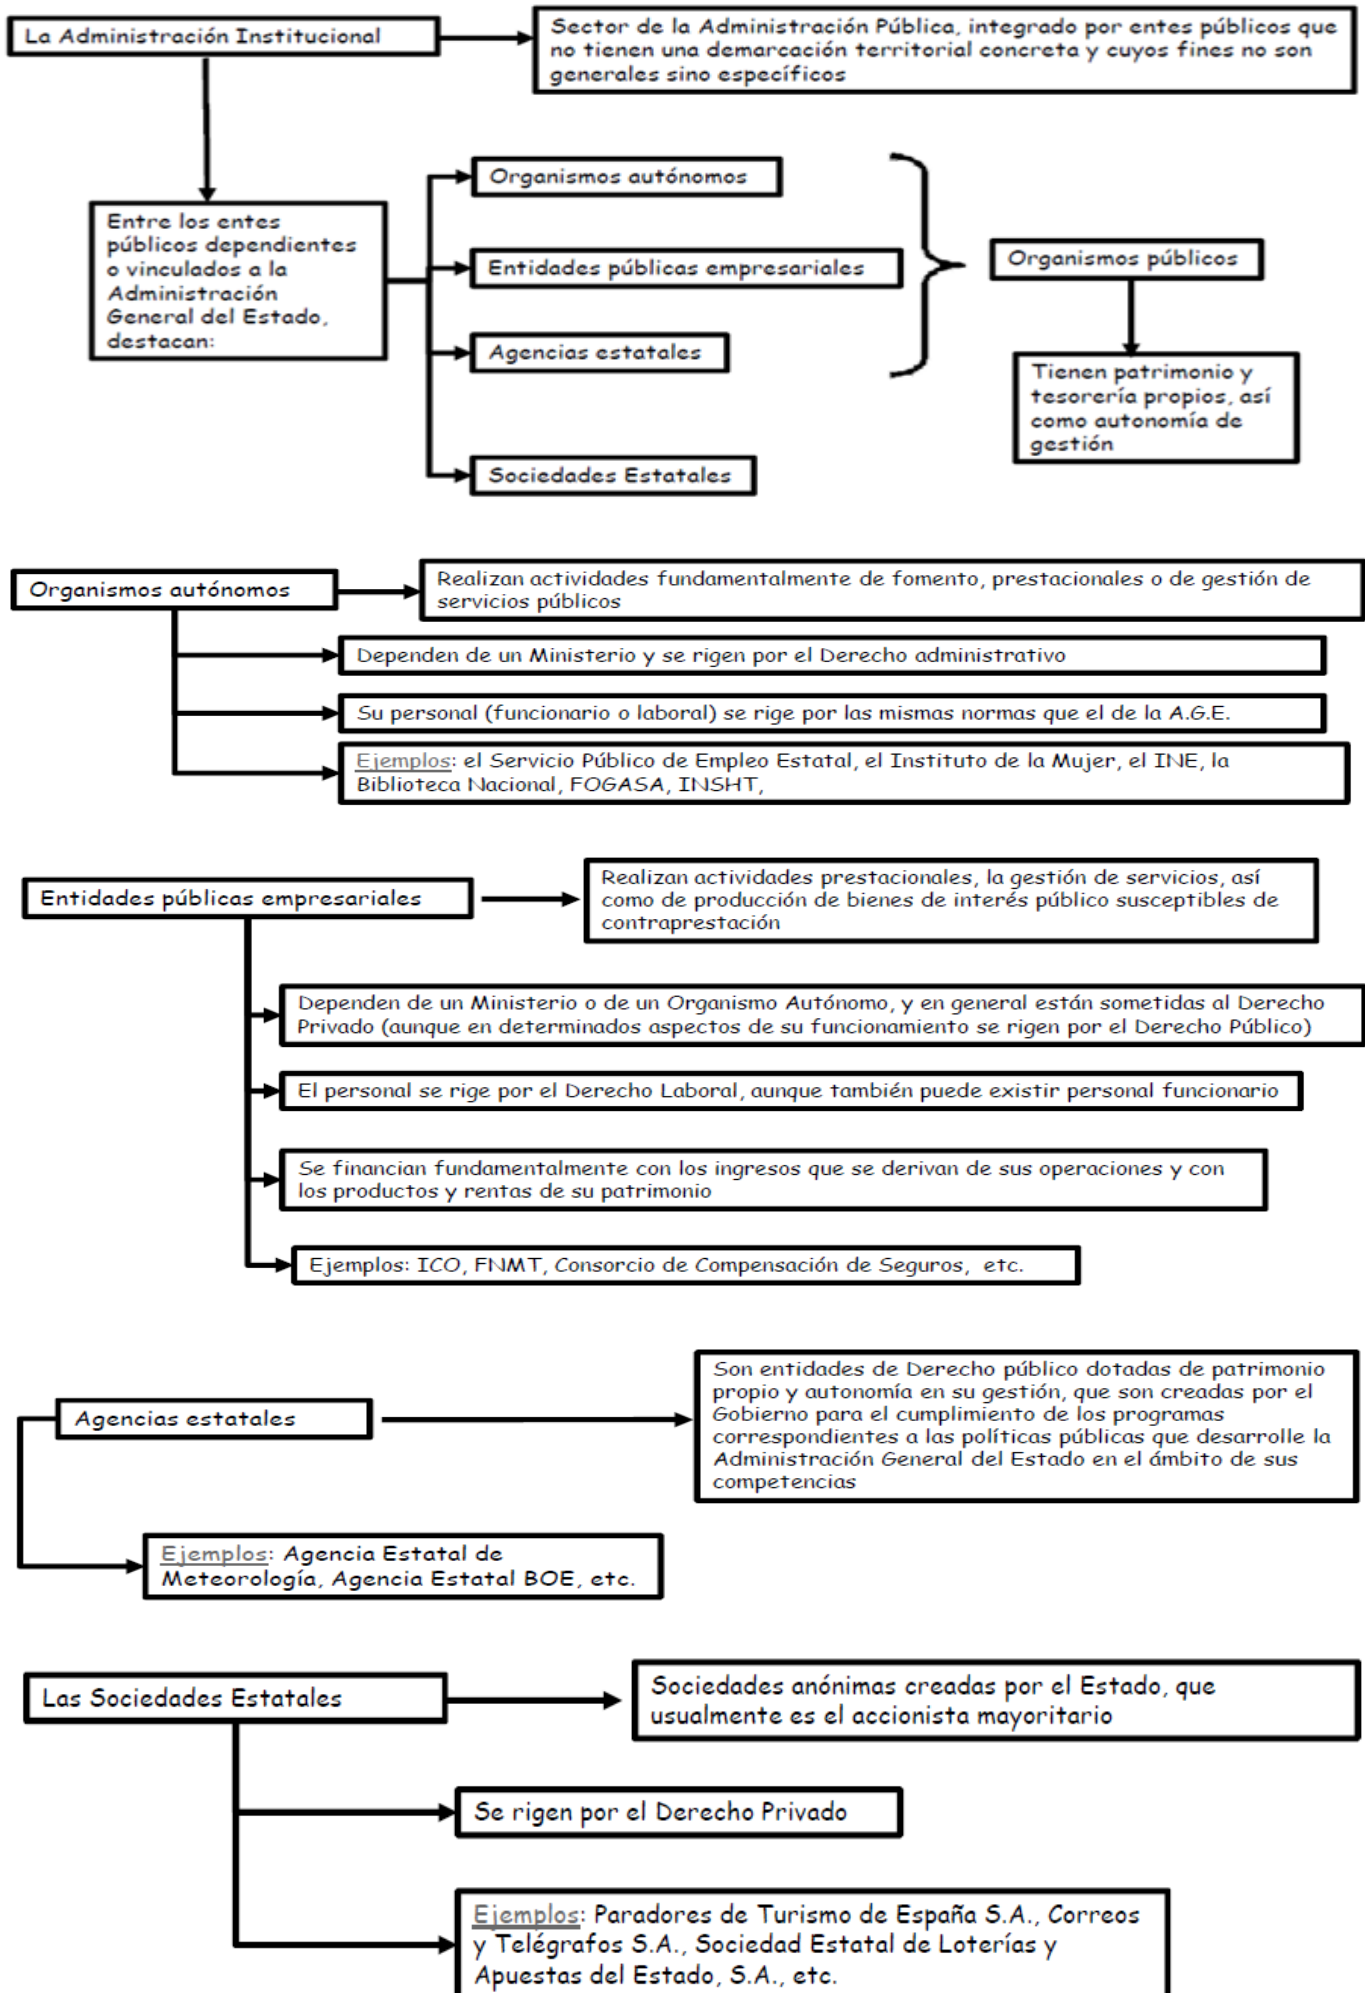 La Administración Institucional
Sector de la Administración Pública, integrado por entes públicos que
no tienen una demarcación territorial concreta y cuyos fines no son
generales sino específicos
Entre los entes
públicos dependientes
o vinculados a la
Administración
General del Estado,
destacan:
Organismos autónomos
Entidades públicas empresariales
Agencias estatales
Sociedades Estatales
Organismos públicos
Tienen patrimonio y
tesorería propios, así
como autonomía de
gestión
Organismos autónomos
Realizan actividades fundamentalmente de fomento, prestacionales o de gestión de
servicios públicos
Dependen de un Ministerio y se rigen por el Derecho administrativo
Su personal (funcionario o laboral) se rige por las mismas normas que el de la A.G.E.
Ejemplos: el Servicio Público de Empleo Estatal, el Instituto de la Mujer, el INE, la
Biblioteca Nacional, FOGASA, INSHT,
Entidades públicas empresariales
Realizan actividades prestacionales, la gestión de servicios, así
como de producción de bienes de interés público susceptibles de
contraprestación
Dependen de un Ministerio o de un Organismo Autónomo, y en general están sometidas al Derecho
Privado (aunque en determinados aspectos de su funcionamiento se rigen por el Derecho Público)
El personal se rige por el Derecho Laboral, aunque también puede existir personal funcionario
Se financian fundamentalmente con los ingresos que se derivan de sus operaciones y con
los productos y rentas de su patrimonio
Ejemplos: ICO, FNMT, Consorcio de Compensación de Seguros, etc.
Agencias estatales
Son entidades de Derecho público dotadas de patrimonio
propio y autonomía en su gestión, que son creadas por el
Gobierno para el cumplimiento de los programas
correspondientes a las políticas públicas que desarrolle la
Administración General del Estado en el ámbito de sus
competencias
Ejemplos: Agencia Estatal de
Meteorología, Agencia Estatal BOE, etc.
Las Sociedades Estatales
Sociedades anónimas creadas por el Estado, que
usualmente es el accionista mayoritario
Se rigen por el Derecho Privado
Ejemplos: Paradores de Turismo de España S.A., Correos
y Telégrafos S.A., Sociedad Estatal de Loterías y
Apuestas del Estado, S.A., etc.